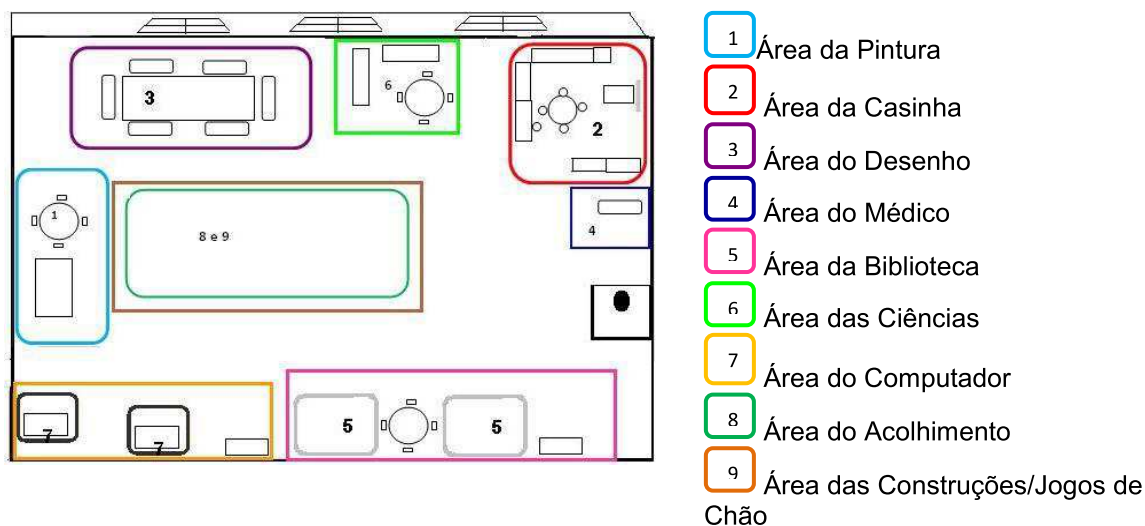 3
6
2
1
8 e 9
4
7
7
5
5
1 Área da Pintura
2 Área da Casinha
3 Área do Desenho
4 Área do Médico
5 Área da Biblioteca
6 Área das Ciências
7 Área do Computador
8 Área do Acolhimento
9 Área das Construções/Jogos de
Chão